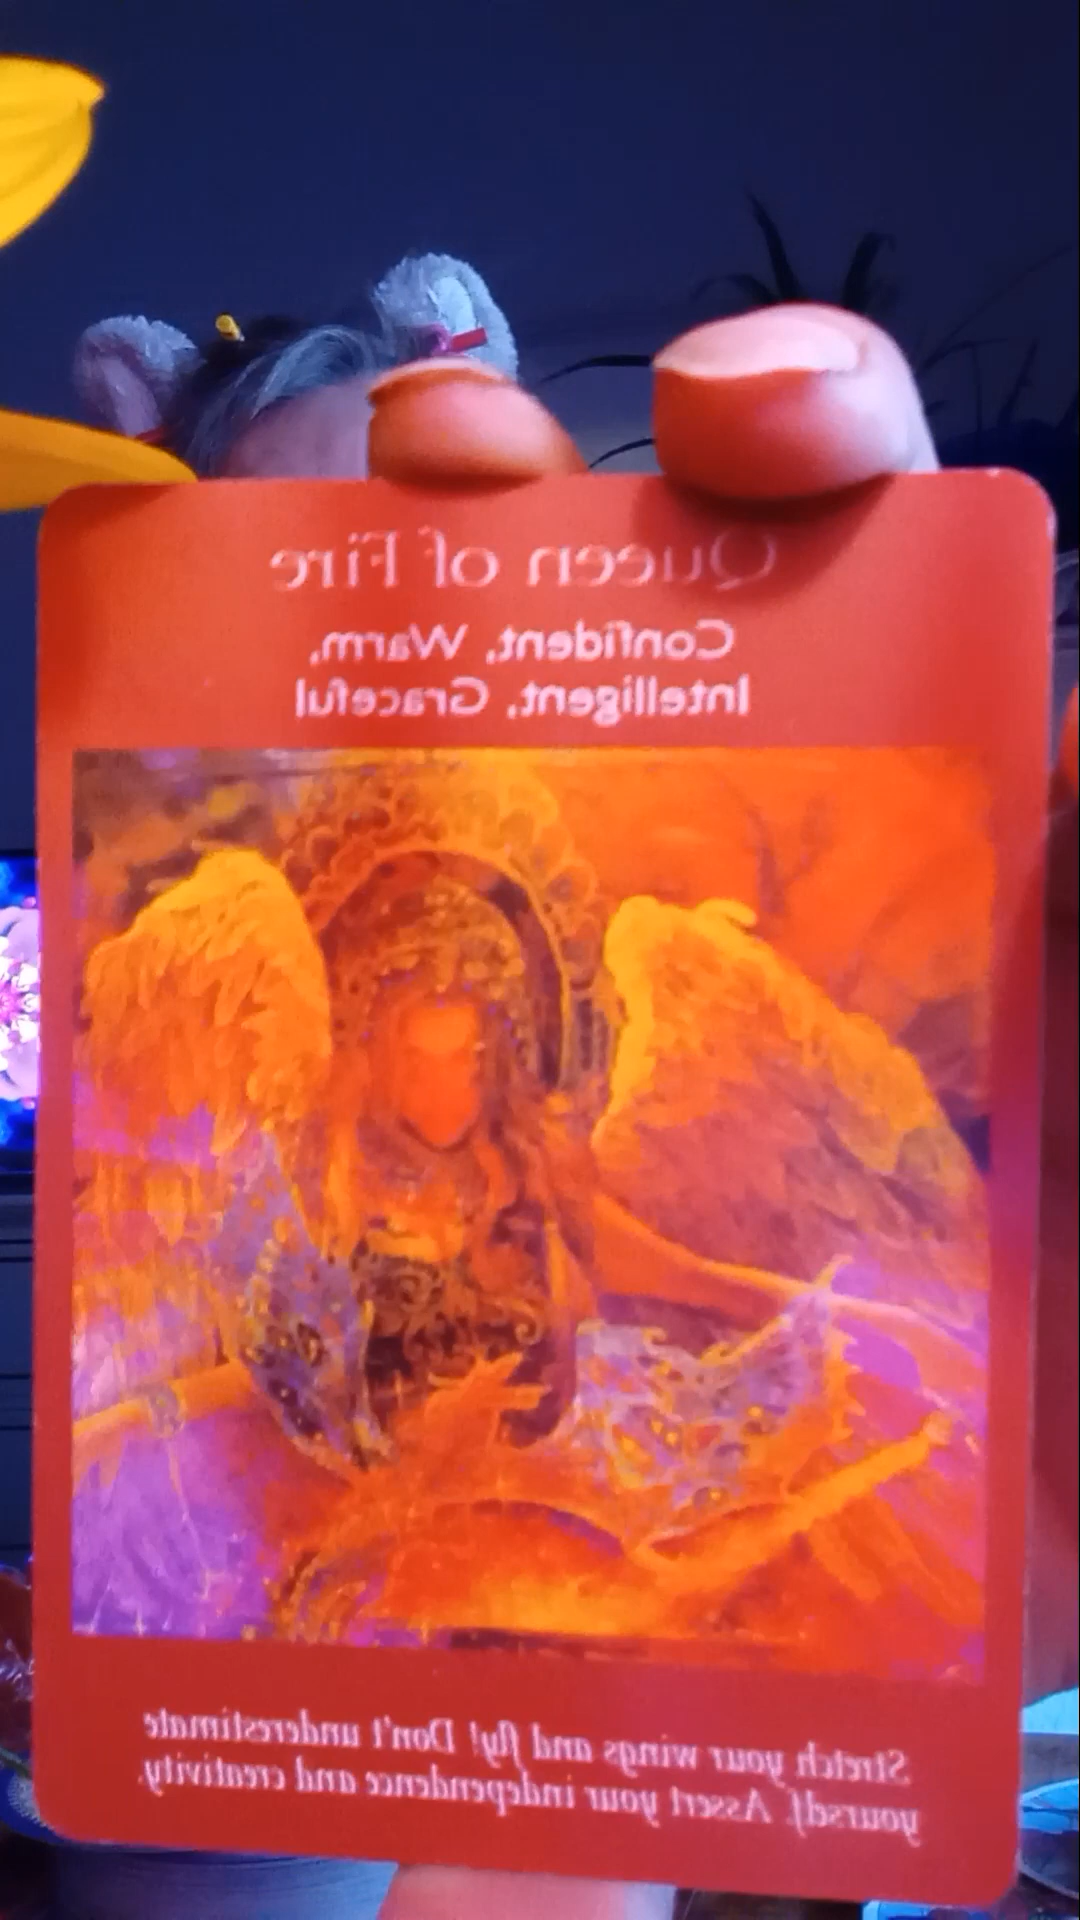 Queen of Fire
Confident, Warm,
Intelligent, Graceful
Stretch your wings and fly! Don't underestimate
yourself. Assert your independence and creativity.